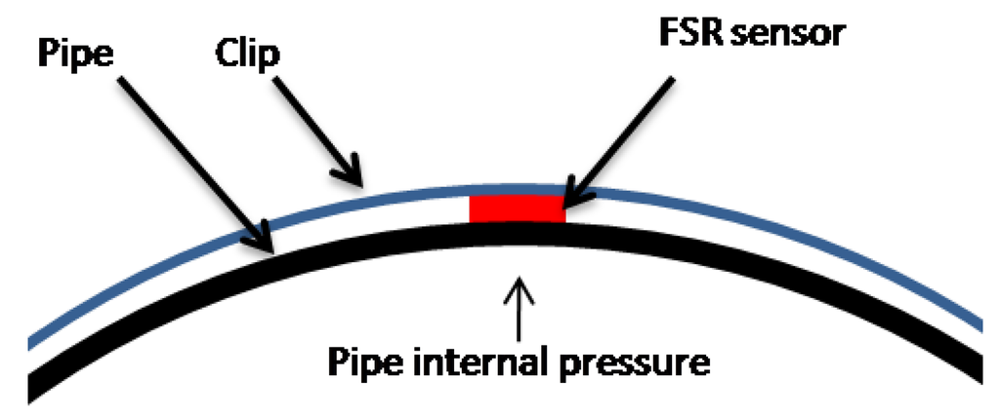 Pipe
Clip
FSR sensor
Pipe internal pressure